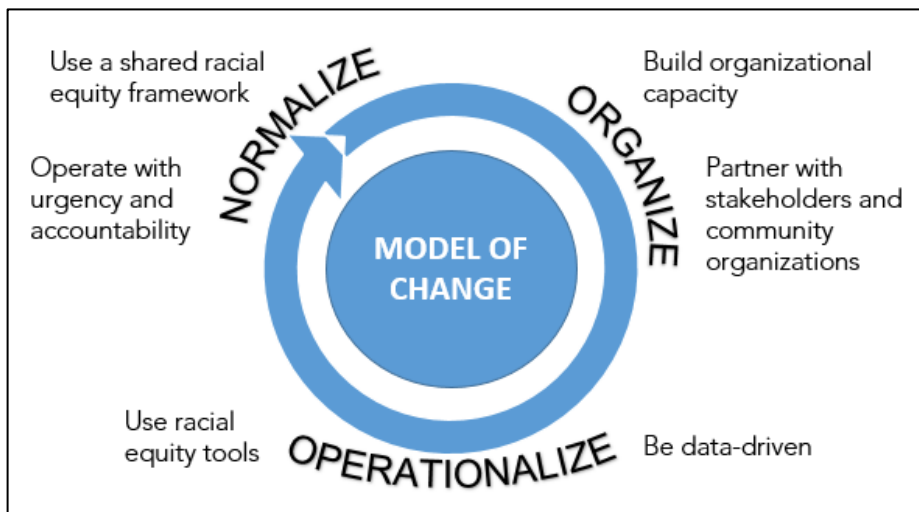 Use a shared racial
equity framework
NORMALIZE
Operate with
urgency and
accountability
Build organizational
capacity
ORGANIZE
Partner with
stakeholders and
community
organizations
MODEL OF
CHANGE
Use racial
equity tools
OPERATIONALIZE
Be data-driven